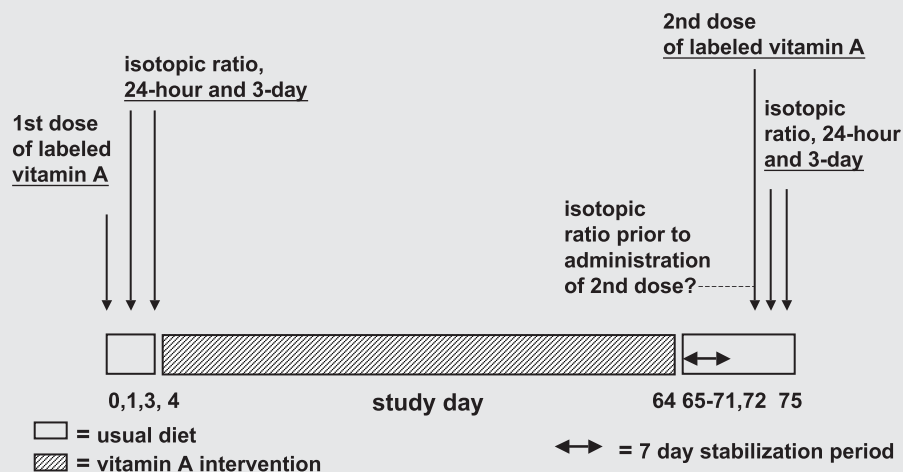 2nd dose
of labeled vitamin A
isotopic ratio,
24-hour and 3-day
isotopic
ratio, 24-hour
and 3-day
1st dose
of labeled
vitamin A
isotopic
ratio prior to
administration
of 2nd dose?
0,1,3, 4 study day 64 65-71,72 75
= usual diet
= vitamin A intervention
= 7 day stabilization period